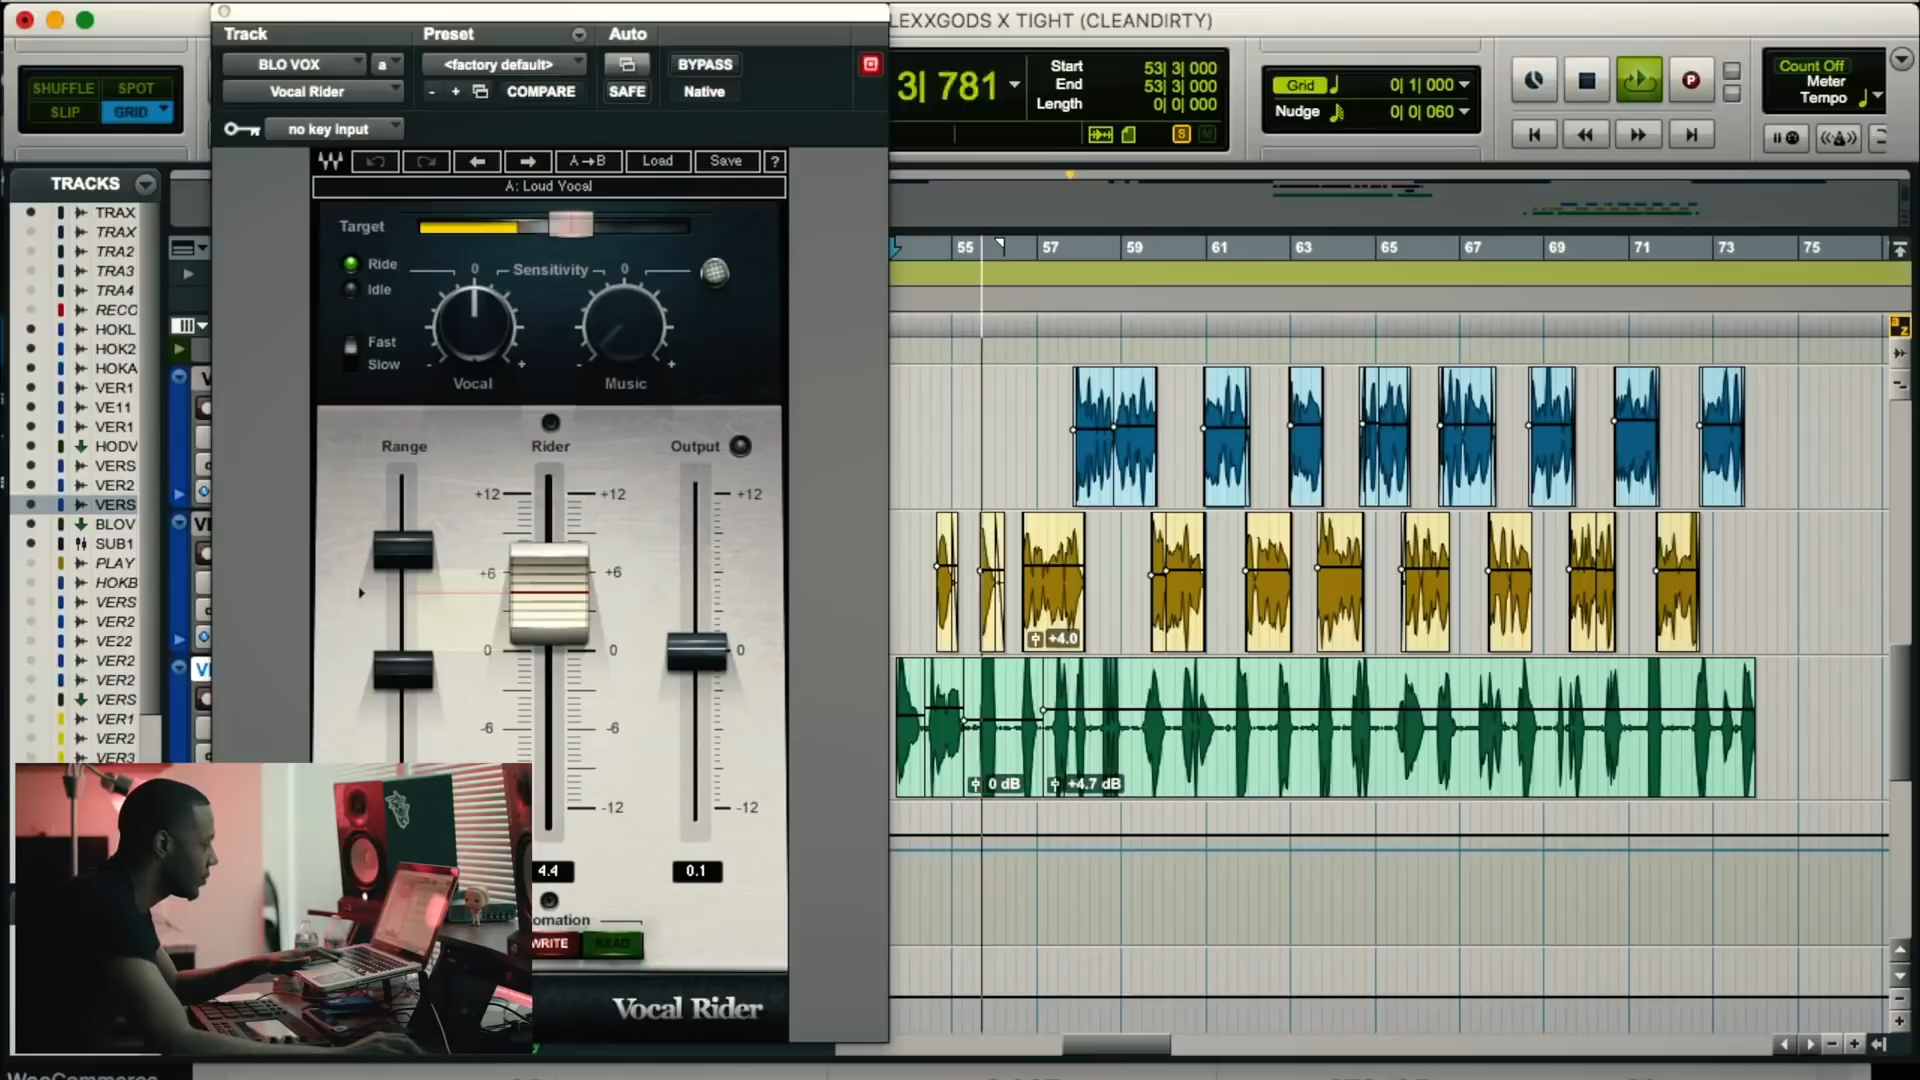 LEXXGODS X TIGHT (CLEANDIRTY)
Track
Preset
Auto
BLO VOX
a
<factory default>
BYPASS
Vocal Rider
- + COMPARE
SAFE
Native
no key input
SHUFFLE SPOT
SLIP GRID
3| 781
Start 53| 3| 000
End 53| 3| 000
Length 0| 0| 000
S M
Grid 0| 1| 000
Nudge 0| 0| 060
P
Count Off
Meter
Tempo
TRACKS
TRAX
TRAX
TRA2
TRA3
TRA4
RECO
HOKL
HOK2
HOKA
VER1
VE11
VER1
HODV
VERS
VER2
VERS
BLOV
SUB1
PLAY
HOKB
VERS
VER2
VE22
VER2
VER2
VERS
VER1
VER2
VER3
A→B Load Save ?
A: Loud Vocal
Target
Ride
Idle
0 Sensitivity 0
Fast
Slow
- + - +
Vocal Music
Range Rider Output
+12 +12 +12
+6 +6
0 0 0
-6 -6
-12 -12
4.4 0.1
omation
WRITE READ
Vocal Rider
55 57 59 61 63 65 67 69 71 73 75
a z
+4.0
0 dB +4.7 dB